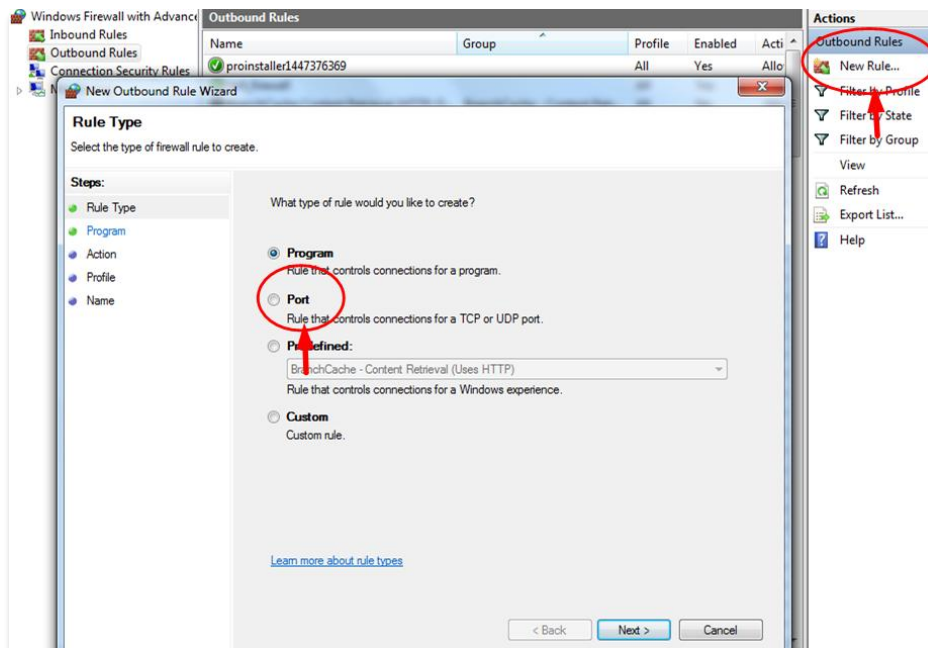 Windows Firewall with Advance
Inbound Rules
Outbound Rules
Connection Security Rules
Outbound Rules
Name Group Profile Enabled Acti
proinstaller1447376369 All Yes Allo
New Outbound Rule Wizard
Rule Type
Select the type of firewall rule to create.
Steps:
Rule Type
Program
Action
Profile
Name
What type of rule would you like to create?
Program
Rule that controls connections for a program.
Port
Rule that controls connections for a TCP or UDP port.
Predefined:
BranchCache - Content Retrieval (Uses HTTP)
Rule that controls connections for a Windows experience.
Custom
Custom rule.
Learn more about rule types
< Back Next > Cancel
Actions
Outbound Rules
New Rule...
Filter by Profile
Filter by State
Filter by Group
View
Refresh
Export List...
Help